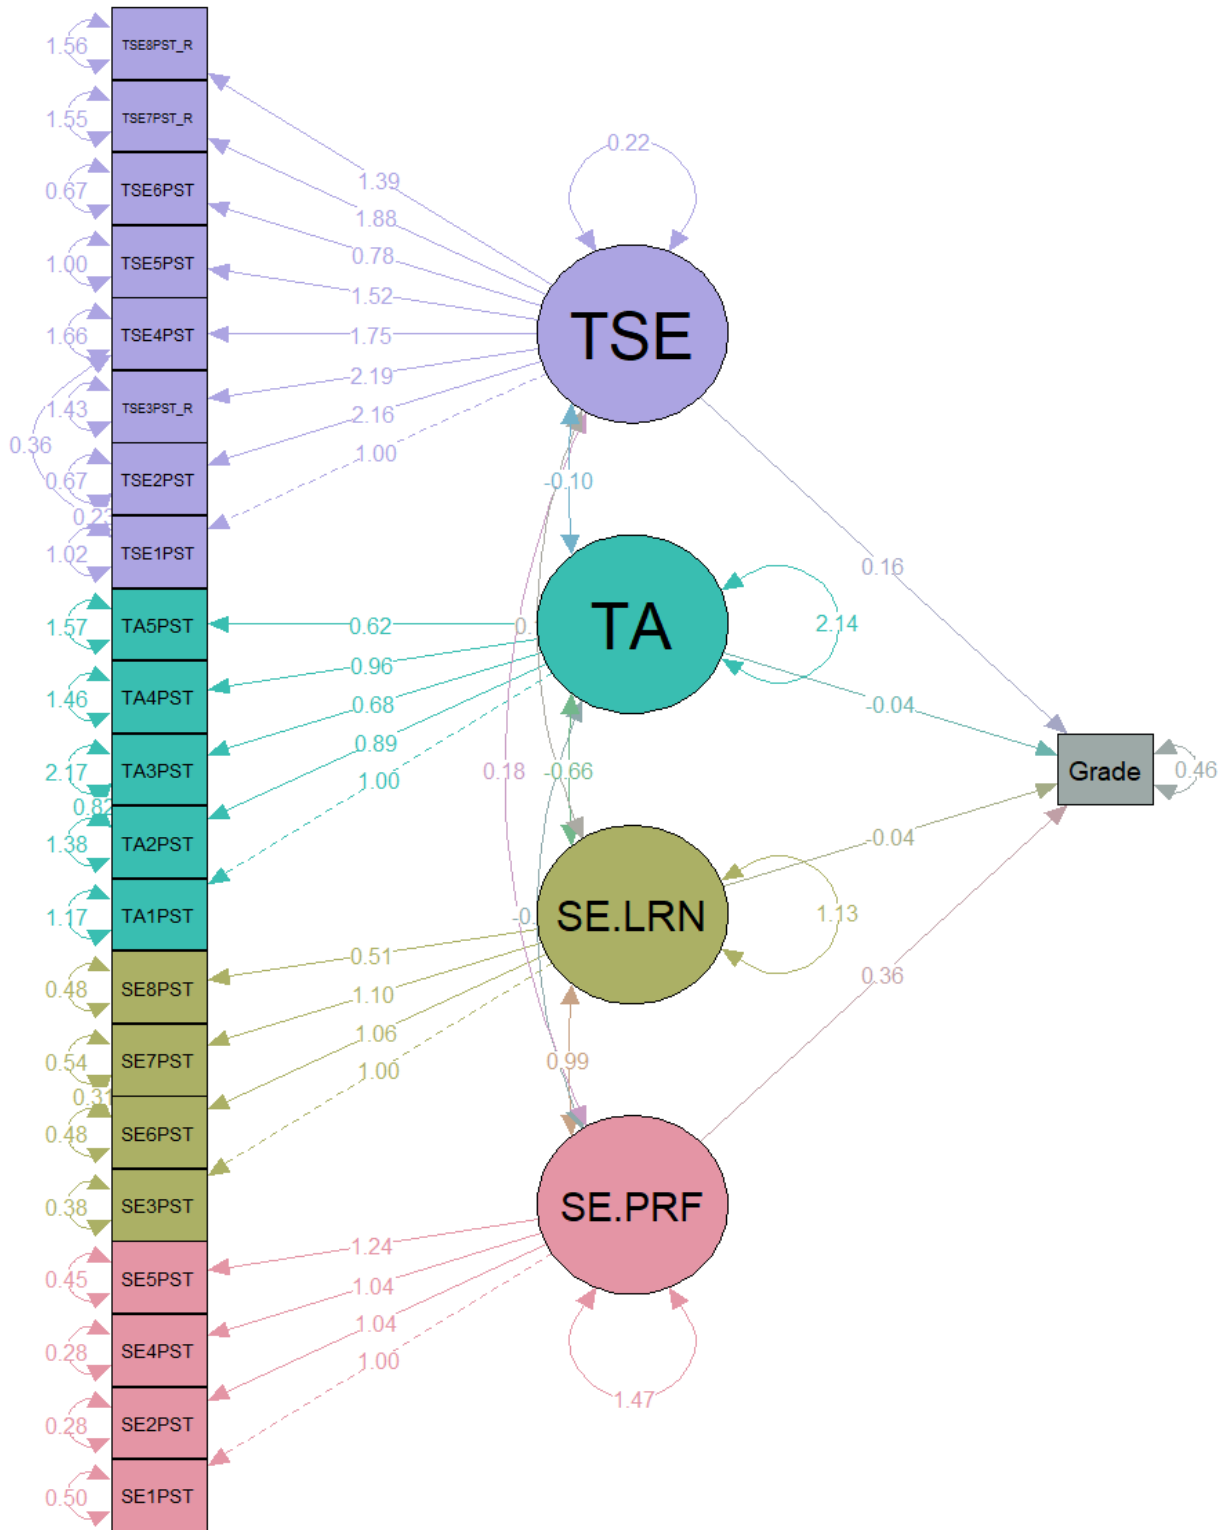 1.56 TSE8PST_R
1.55 TSE7PST_R
0.67 TSE6PST
1.00 TSE5PST
1.66 TSE4PST
1.43 TSE3PST_R
0.36
0.67 TSE2PST
0.23
1.02 TSE1PST
1.57 TA5PST
1.46 TA4PST
2.17 TA3PST
0.82
1.38 TA2PST
1.17 TA1PST
0.48 SE8PST
0.54 SE7PST
0.31
0.48 SE6PST
0.38 SE3PST
0.45 SE5PST
0.28 SE4PST
0.28 SE2PST
0.50 SE1PST
1.39
1.88
0.78
1.52
1.75
2.19
2.16
1.00
0.62
0.96
0.68
0.89
1.00
0.51
1.10
1.06
1.00
1.24
1.04
1.04
1.00
0.22
TSE
-0.10
0.
TA
2.14
0.18
-0.66
SE.LRN
1.13
-0.
0.99
SE.PRF
1.47
0.16
-0.04
-0.04
0.36
Grade
0.46